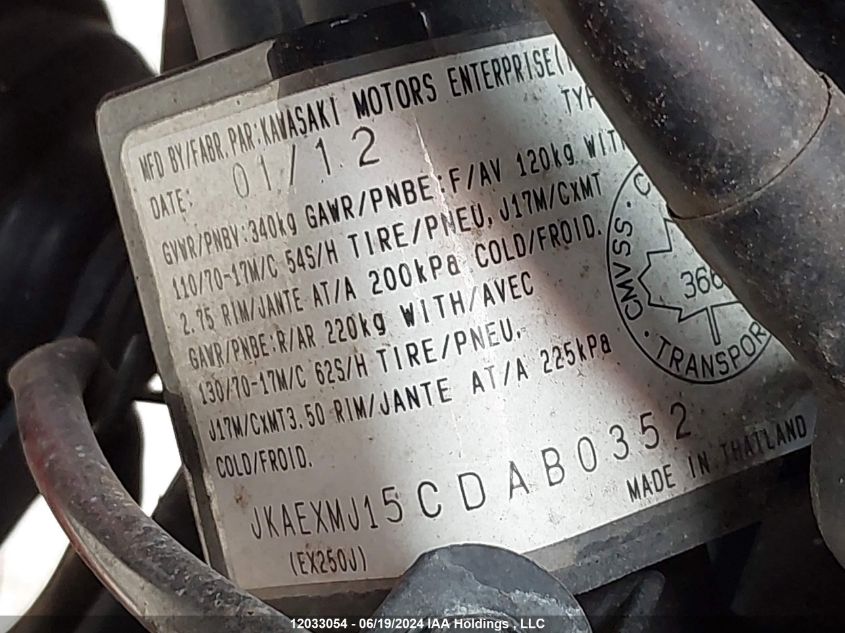 MFD BY/FABR. PAR:KAWASAKI MOTORS ENTERPRISE
DATE: 01/12
GVWR/PNBV:340kg GAWR/PNBE:F/AV 120kg WITH
110/70-17M/C 54S/H TIRE/PNEU, J17M/CxMT
2.75 RIM/JANTE AT/A 200kPa COLD/FROID.
GAWR/PNBE:R/AR 220kg WITH/AVEC
130/70-17M/C 62S/H TIRE/PNEU,
J17M/CxMT3.50 RIM/JANTE AT/A 225kPa
COLD/FROID.
CMVSS
TRANSPOR
JKAEXMJ15CDAB0352
(EX250J)
MADE IN THAILAND
12033054 - 06/19/2024 IAA Holdings, LLC